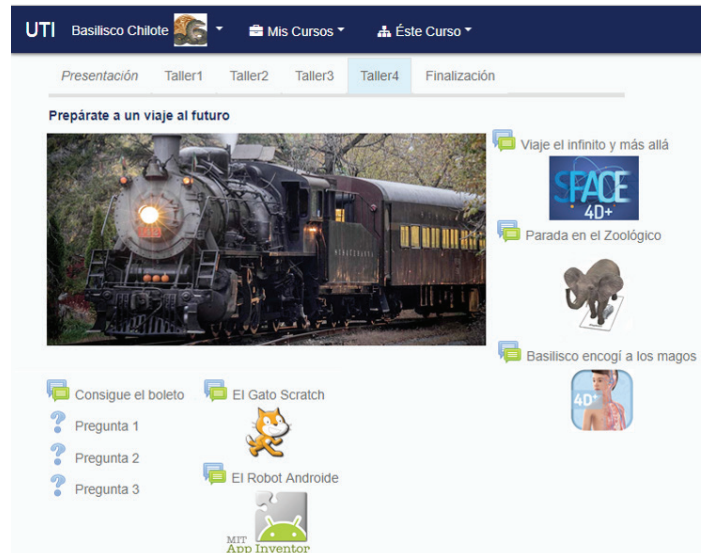 UTI Basilisco Chilote Mis Cursos Éste Curso
Presentación Taller1 Taller2 Taller3 Taller4 Finalización
Prepárate a un viaje al futuro
Viaje el infinito y más allá
SPACE
4D+
Parada en el Zoológico
Basilisco encogí a los magos
4D+
Consigue el boleto
Pregunta 1
Pregunta 2
Pregunta 3
El Gato Scratch
El Robot Androide
MIT
App Inventor